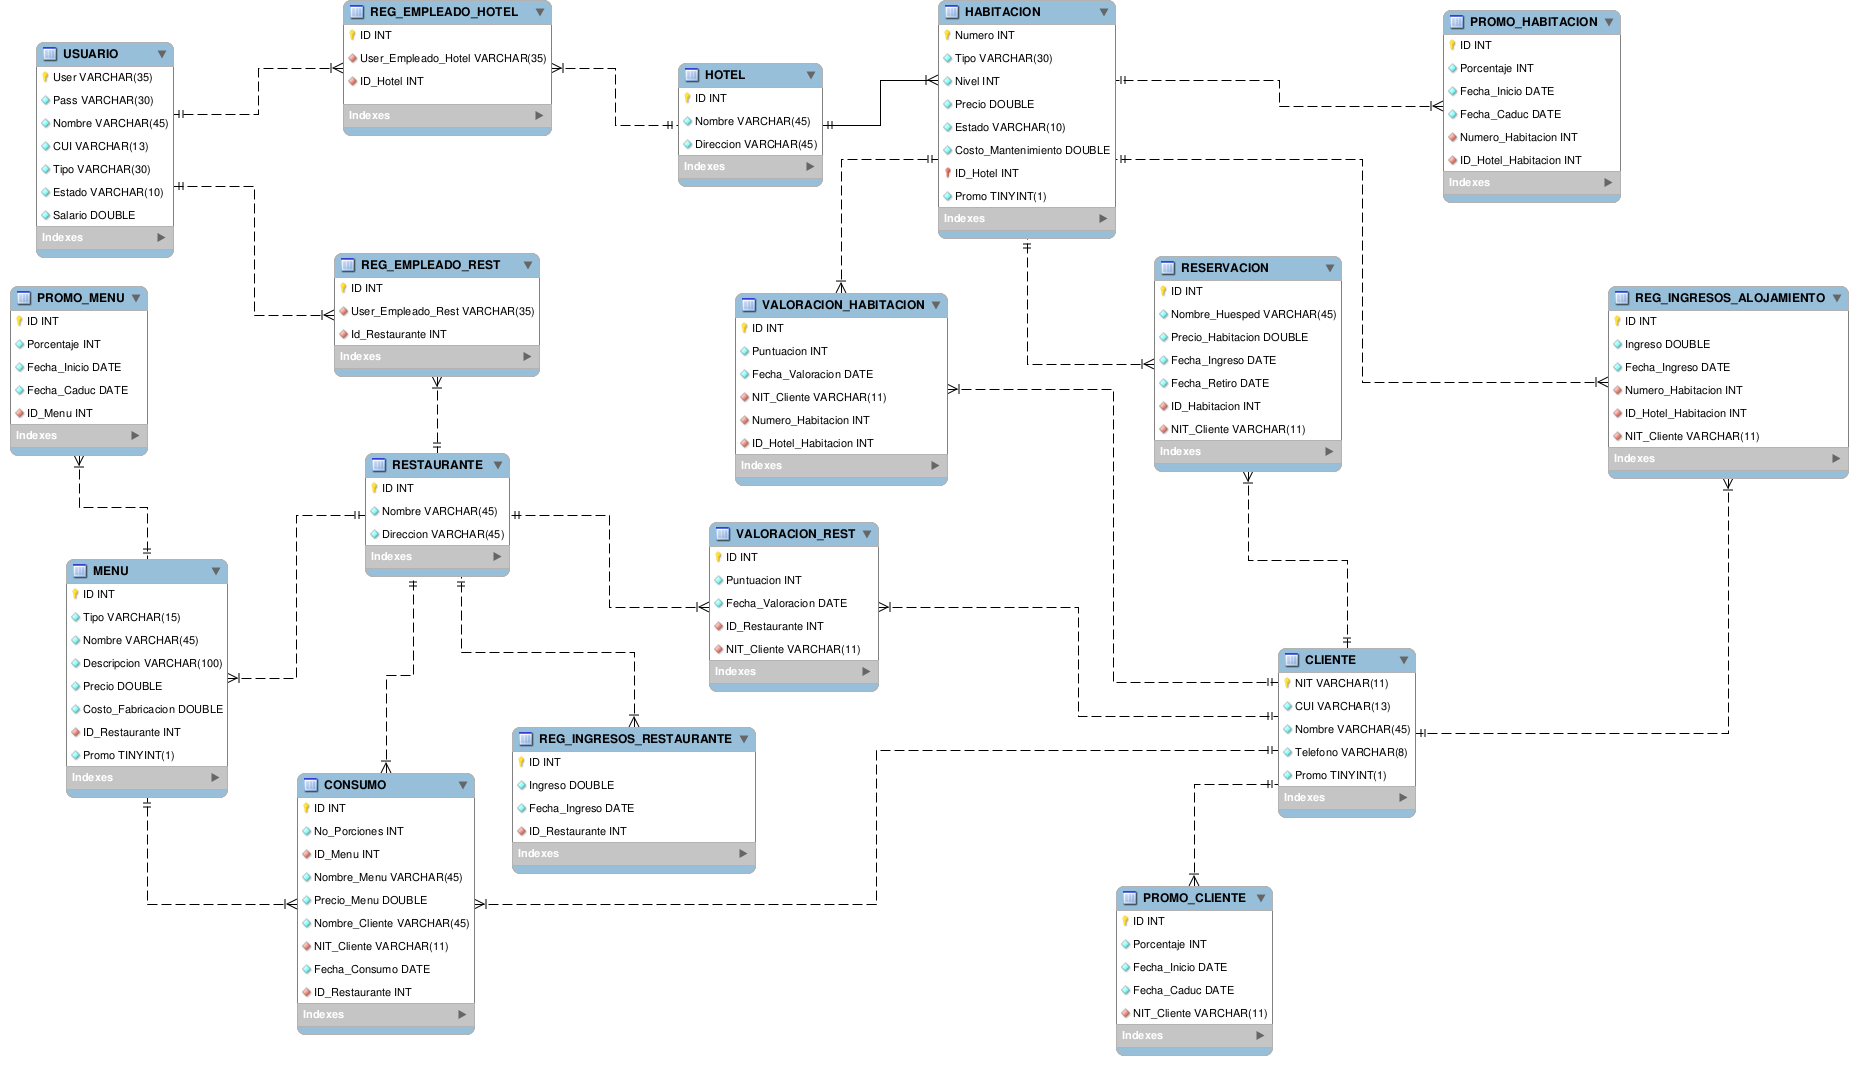 REG_EMPLEADO_HOTEL
ID INT
User_Empleado_Hotel VARCHAR(35)
ID_Hotel INT
Indexes
HABITACION
Numero INT
Tipo VARCHAR(30)
Nivel INT
Precio DOUBLE
Estado VARCHAR(10)
Costo_Mantenimiento DOUBLE
ID_Hotel INT
Promo TINYINT(1)
Indexes
PROMO_HABITACION
ID INT
Porcentaje INT
Fecha_Inicio DATE
Fecha_Caduc DATE
Numero_Habitacion INT
ID_Hotel_Habitacion INT
Indexes
USUARIO
User VARCHAR(35)
Pass VARCHAR(30)
Nombre VARCHAR(45)
CUI VARCHAR(13)
Tipo VARCHAR(30)
Estado VARCHAR(10)
Salario DOUBLE
Indexes
HOTEL
ID INT
Nombre VARCHAR(45)
Direccion VARCHAR(45)
Indexes
REG_EMPLEADO_REST
ID INT
User_Empleado_Rest VARCHAR(35)
Id_Restaurante INT
Indexes
RESERVACION
ID INT
Nombre_Huesped VARCHAR(45)
Precio_Habitacion DOUBLE
Fecha_Ingreso DATE
Fecha_Retiro DATE
ID_Habitacion INT
NIT_Cliente VARCHAR(11)
Indexes
PROMO_MENU
ID INT
Porcentaje INT
Fecha_Inicio DATE
Fecha_Caduc DATE
ID_Menu INT
Indexes
VALORACION_HABITACION
ID INT
Puntuacion INT
Fecha_Valoracion DATE
NIT_Cliente VARCHAR(11)
Numero_Habitacion INT
ID_Hotel_Habitacion INT
Indexes
REG_INGRESOS_ALOJAMIENTO
ID INT
Ingreso DOUBLE
Fecha_Ingreso DATE
Numero_Habitacion INT
ID_Hotel_Habitacion INT
NIT_Cliente VARCHAR(11)
Indexes
RESTAURANTE
ID INT
Nombre VARCHAR(45)
Direccion VARCHAR(45)
Indexes
VALORACION_REST
ID INT
Puntuacion INT
Fecha_Valoracion DATE
ID_Restaurante INT
NIT_Cliente VARCHAR(11)
Indexes
MENU
ID INT
Tipo VARCHAR(15)
Nombre VARCHAR(45)
Descripcion VARCHAR(100)
Precio DOUBLE
Costo_Fabricacion DOUBLE
ID_Restaurante INT
Promo TINYINT(1)
Indexes
CLIENTE
NIT VARCHAR(11)
CUI VARCHAR(13)
Nombre VARCHAR(45)
Telefono VARCHAR(8)
Promo TINYINT(1)
Indexes
REG_INGRESOS_RESTAURANTE
ID INT
Ingreso DOUBLE
Fecha_Ingreso DATE
ID_Restaurante INT
Indexes
CONSUMO
ID INT
No_Porciones INT
ID_Menu INT
Nombre_Menu VARCHAR(45)
Precio_Menu DOUBLE
Nombre_Cliente VARCHAR(45)
NIT_Cliente VARCHAR(11)
Fecha_Consumo DATE
ID_Restaurante INT
Indexes
PROMO_CLIENTE
ID INT
Porcentaje INT
Fecha_Inicio DATE
Fecha_Caduc DATE
NIT_Cliente VARCHAR(11)
Indexes